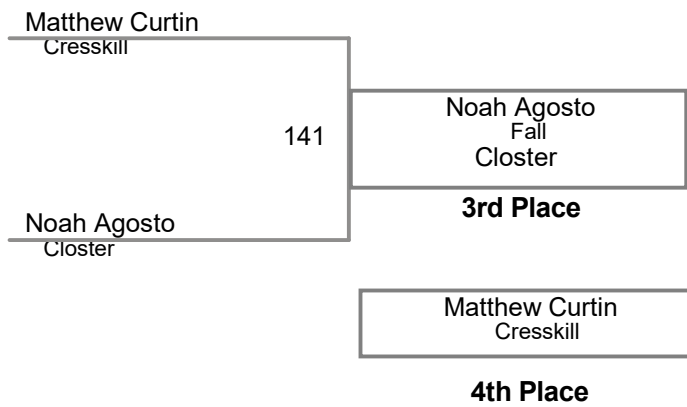 Matthew Curtin
Cresskill
141
Noah Agosto
Fall
Closter
3rd Place
Noah Agosto
Closter
Matthew Curtin
Cresskill
4th Place